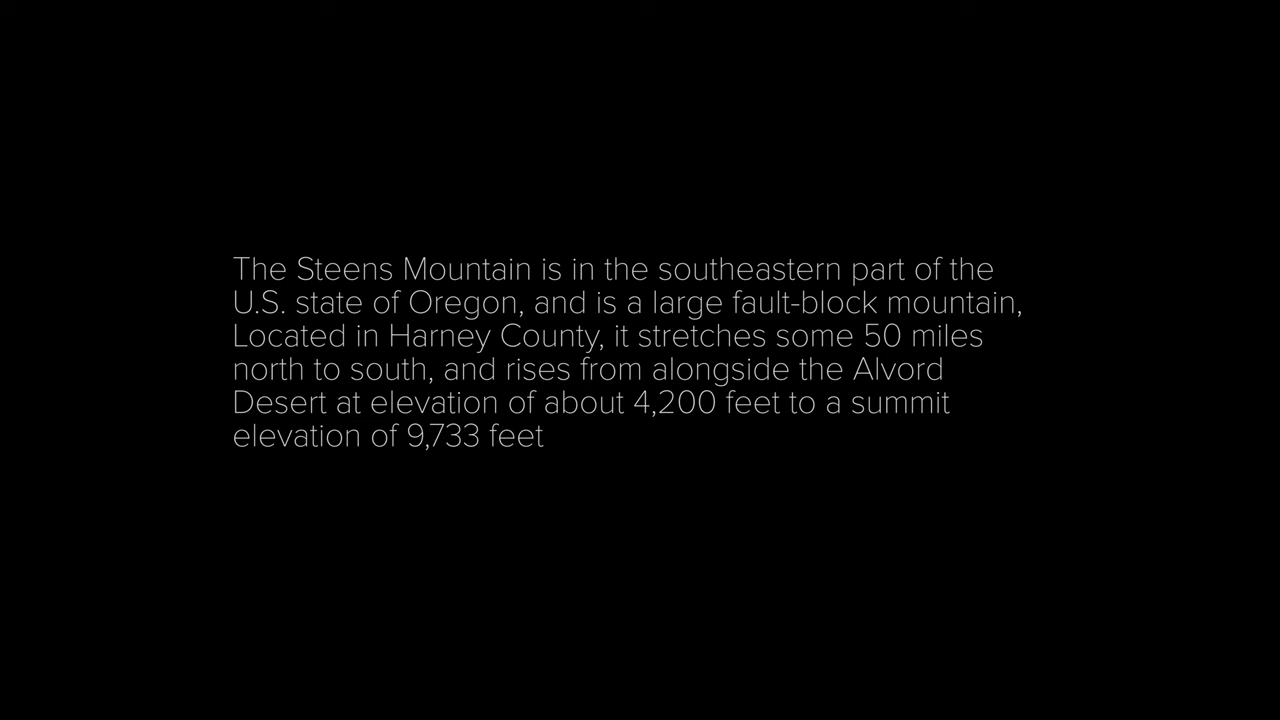 The Steens Mountain is in the southeastern part of the
U.S. state of Oregon, and is a large fault-block mountain,
Located in Harney County, it stretches some 50 miles
north to south, and rises from alongside the Alvord
Desert at elevation of about 4,200 feet to a summit
elevation of 9,733 feet